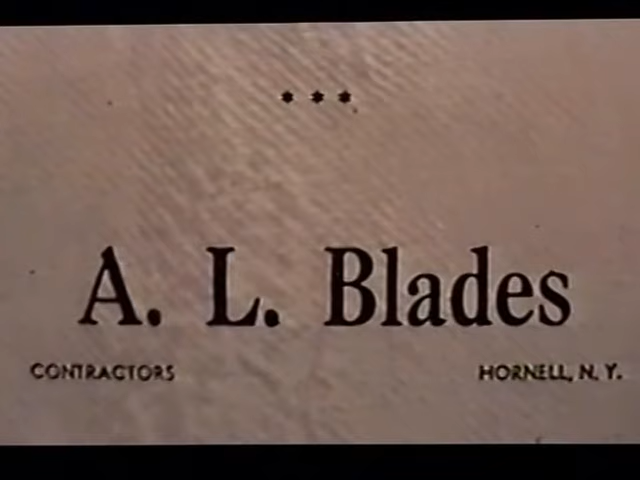 * * *
A. L. Blades
CONTRACTORS HORNELL, N. Y.